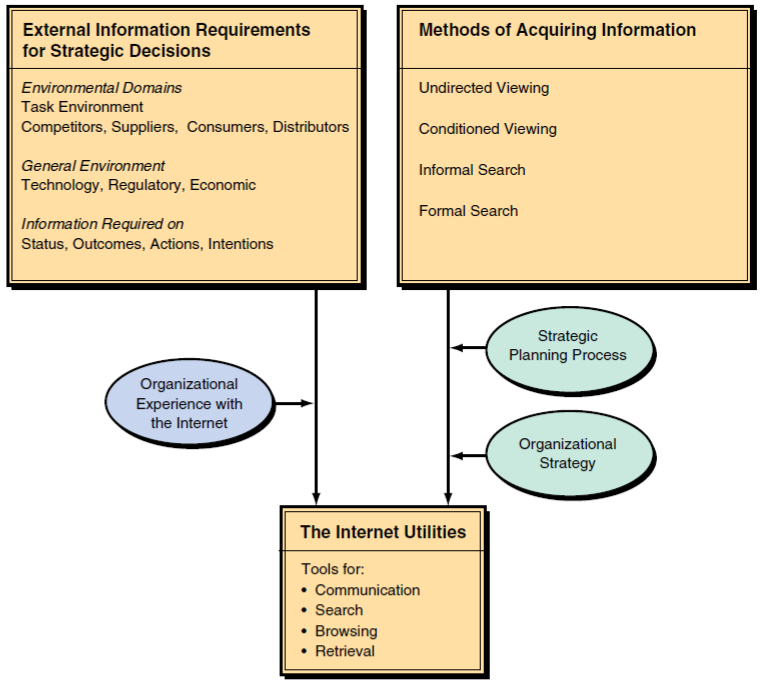 External Information Requirements
for Strategic Decisions
Environmental Domains
Task Environment
Competitors, Suppliers, Consumers, Distributors
General Environment
Technology, Regulatory, Economic
Information Required on
Status, Outcomes, Actions, Intentions
Methods of Acquiring Information
Undirected Viewing
Conditioned Viewing
Informal Search
Formal Search
Strategic
Planning Process
Organizational
Experience with
the Internet
Organizational
Strategy
The Internet Utilities
Tools for:
• Communication
• Search
• Browsing
• Retrieval